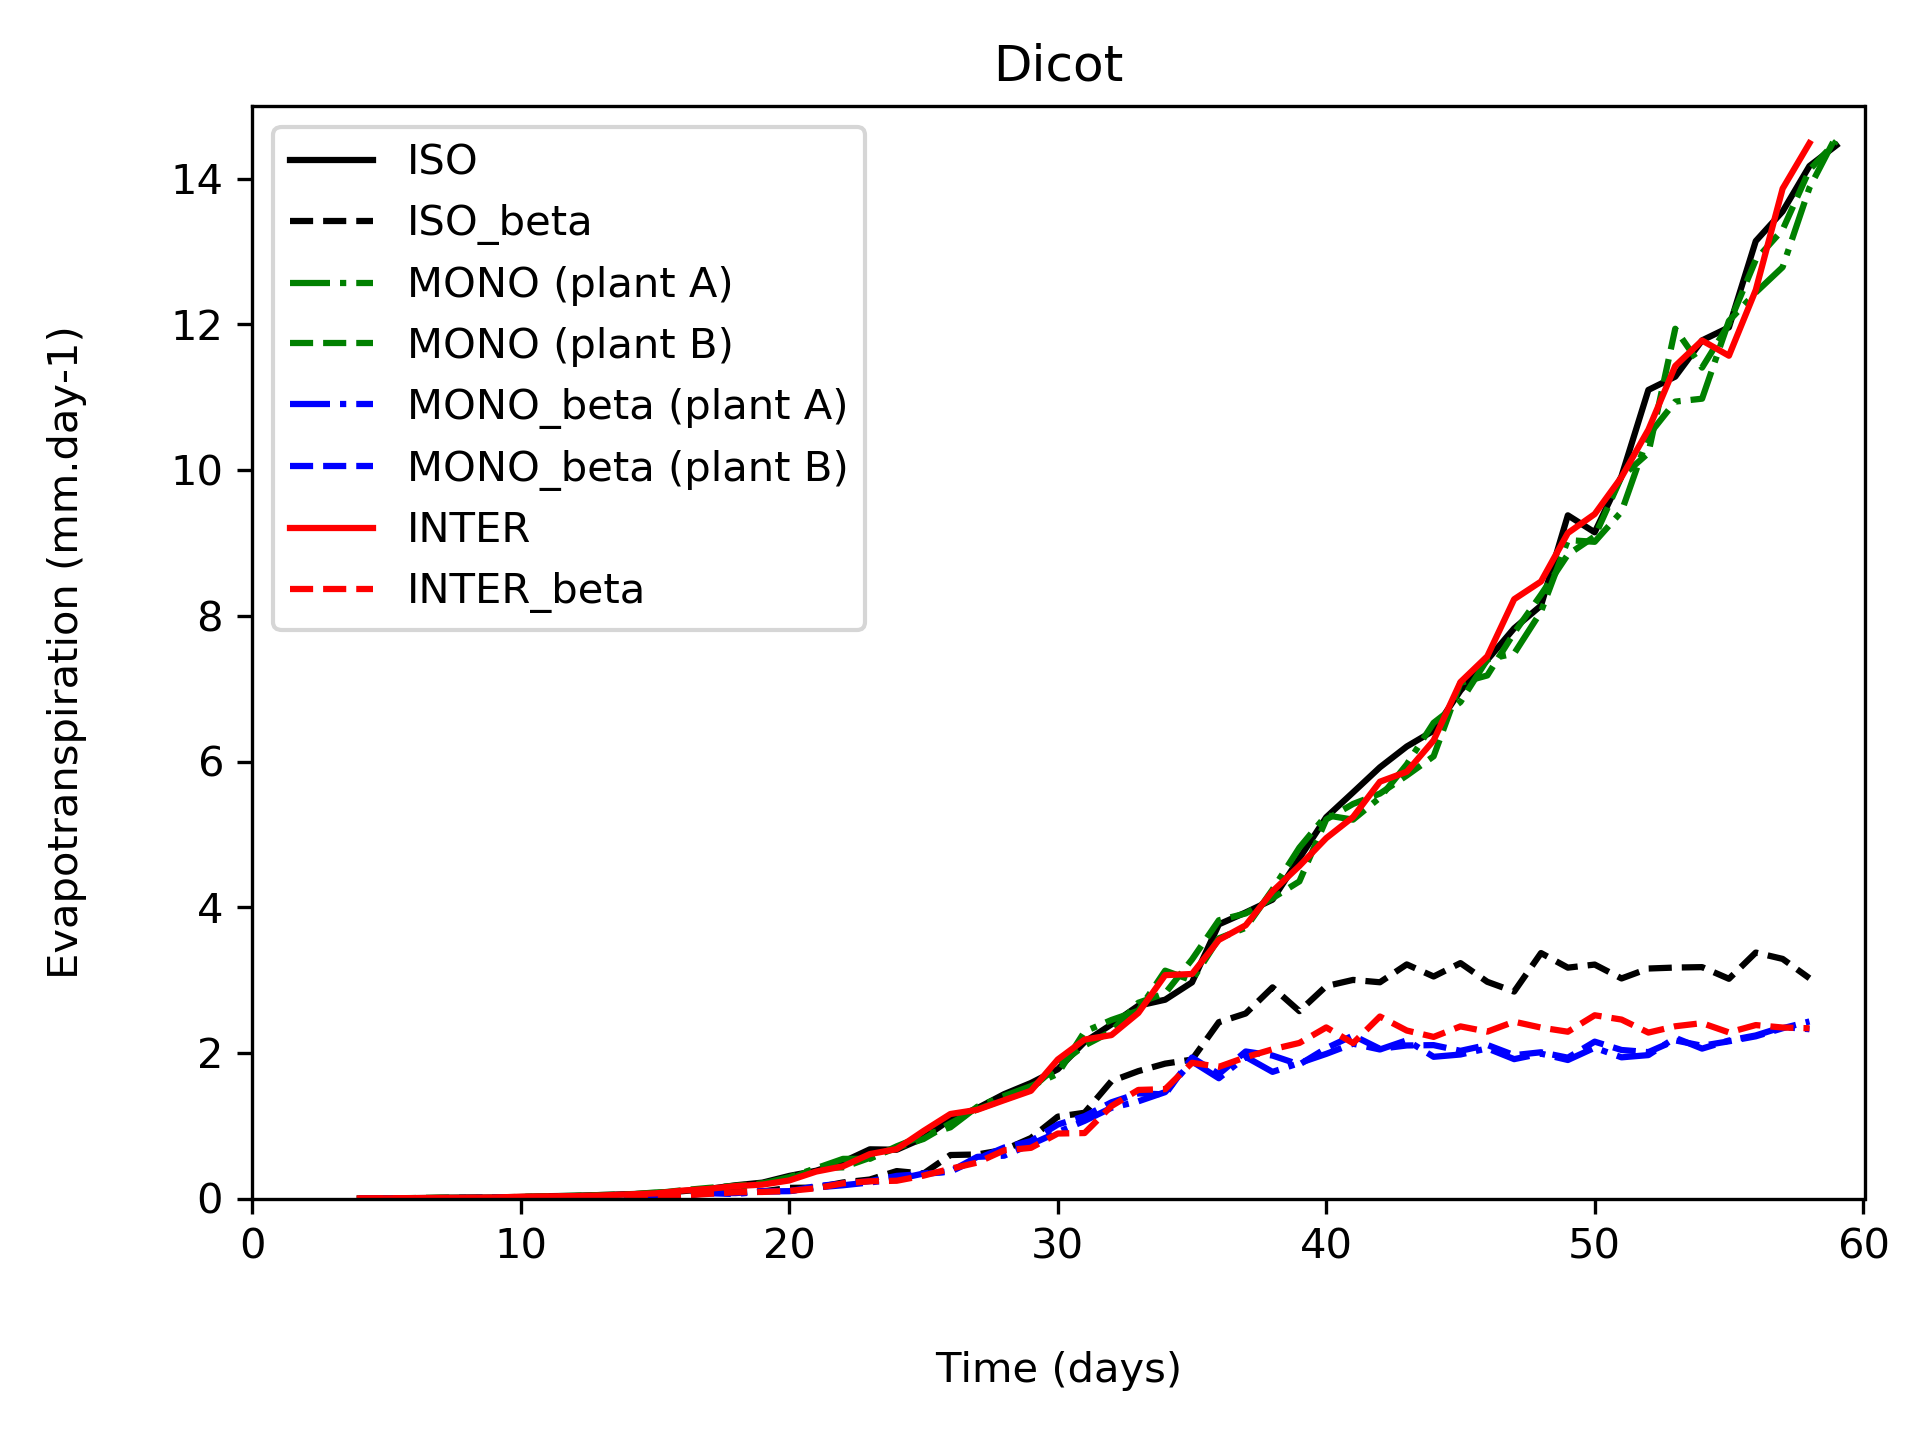 Dicot
ISO
ISO_beta
MONO (plant A)
MONO (plant B)
MONO_beta (plant A)
MONO_beta (plant B)
INTER
INTER_beta
Evapotranspiration (mm.day-1)
14
12
10
8
6
4
2
0
0 10 20 30 40 50 60
Time (days)